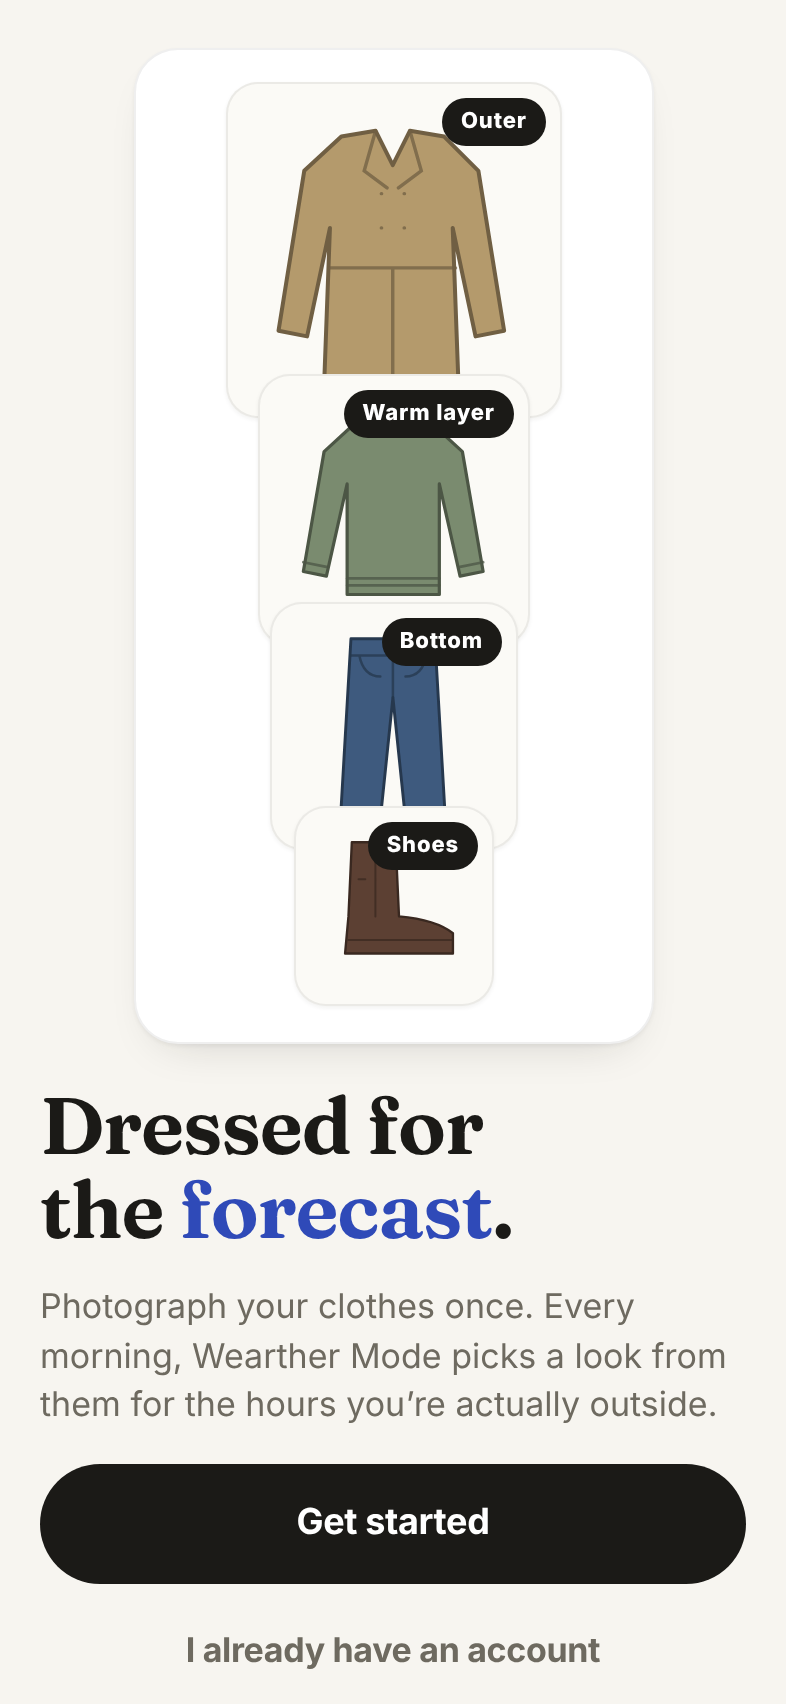 Outer
Warm layer
Bottom
Shoes
Dressed for
the forecast.
Photograph your clothes once. Every
morning, Wearther Mode picks a look from
them for the hours you’re actually outside.
Get started
I already have an account